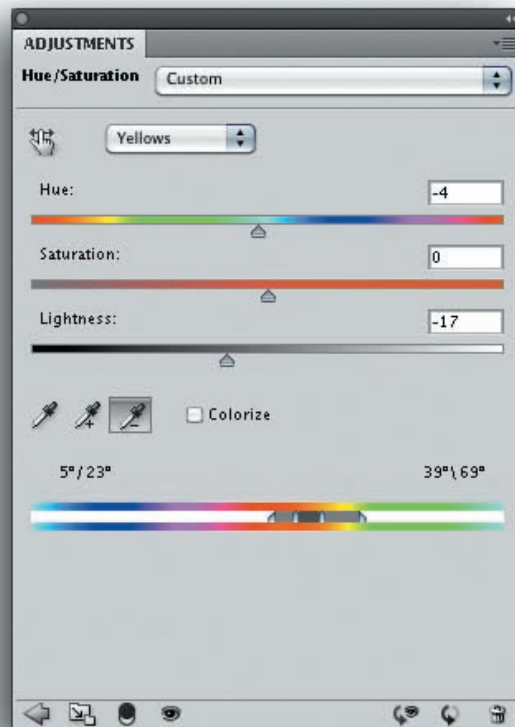 ADJUSTMENTS
Hue/Saturation Custom
Yellows
Hue: -4
Saturation: 0
Lightness: -17
Colorize
5°/23° 39°\69°